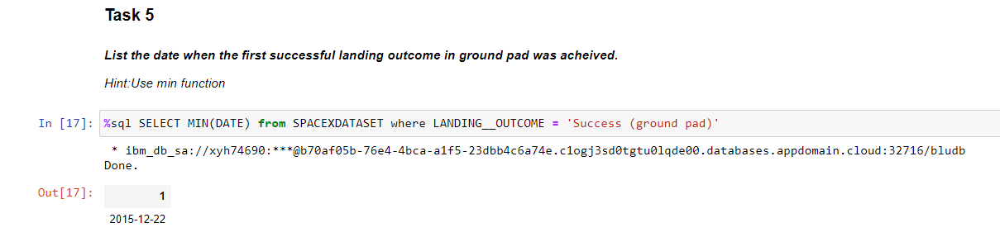 Task 5
List the date when the first successful landing outcome in ground pad was acheived.
Hint:Use min function
In [17]: %sql SELECT MIN(DATE) from SPACEXDATASET where LANDING__OUTCOME = 'Success (ground pad)'
* ibm_db_sa://xyh74690:***@b70af05b-76e4-4bca-a1f5-23dbb4c6a74e.c1ogj3sd0tgtu0lqde00.databases.appdomain.cloud:32716/bludb
Done.
Out[17]: 1
2015-12-22